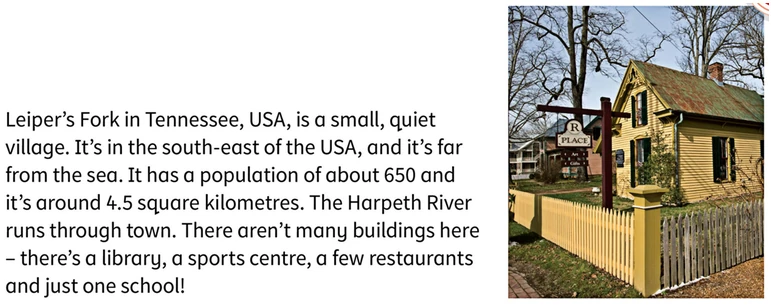 Leiper's Fork in Tennessee, USA, is a small, quiet
village. It's in the south-east of the USA, and it's far
from the sea. It has a population of about 650 and
it's around 4.5 square kilometres. The Harpeth River
runs through town. There aren't many buildings here
– there's a library, a sports centre, a few restaurants
and just one school!
R
PLACE